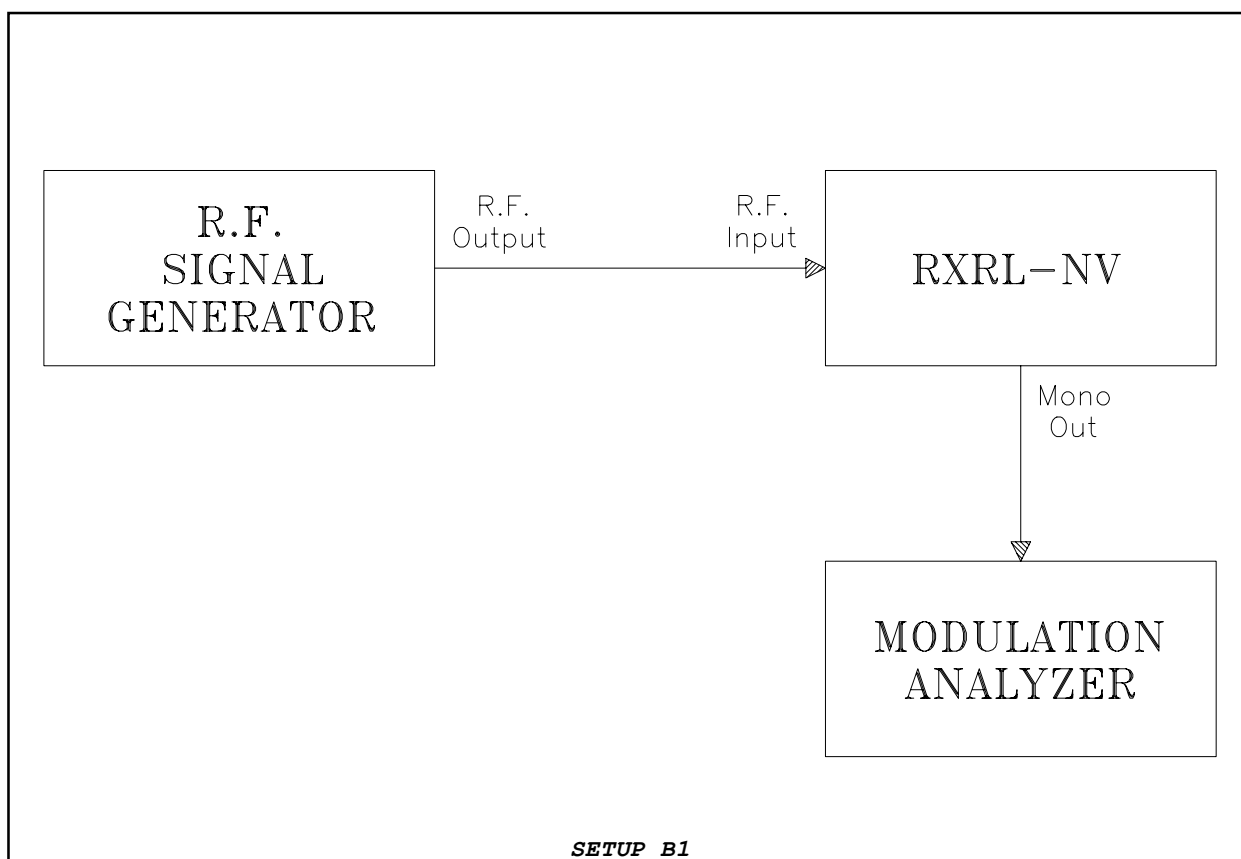 R.F.
SIGNAL
GENERATOR
R.F.
Output
R.F.
Input
RXRL-NV
Mono
Out
MODULATION
ANALYZER
SETUP B1